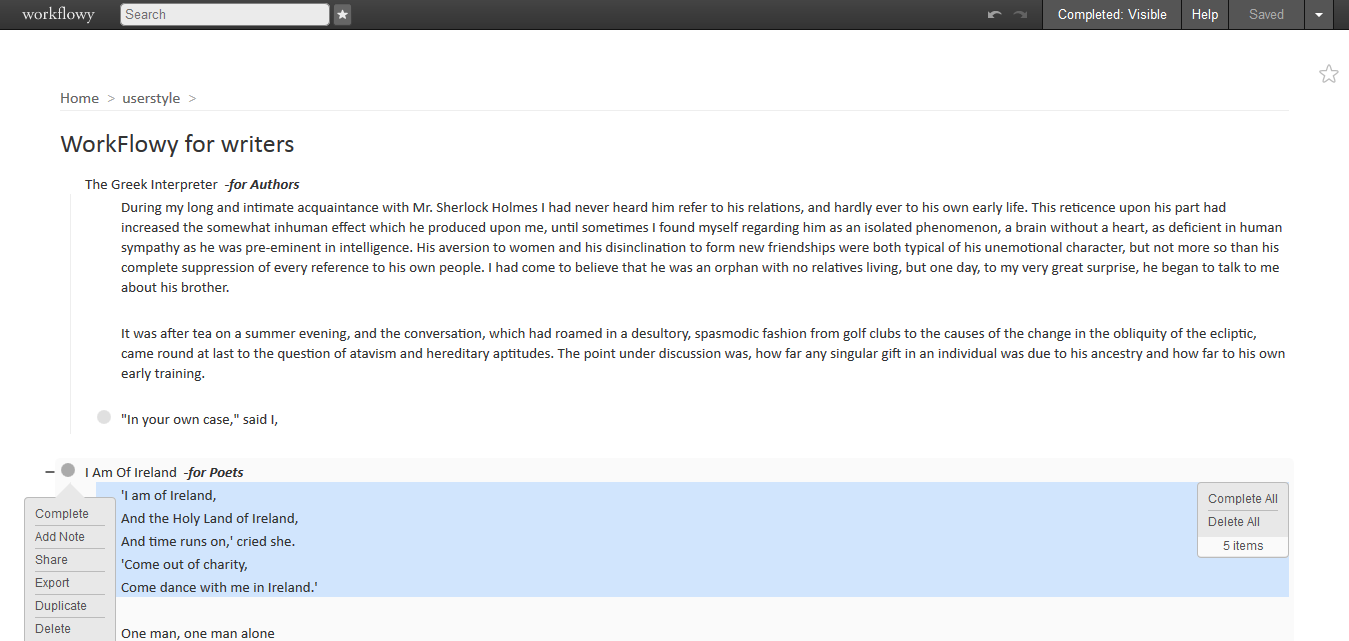 workflowy Search Completed: Visible Help Saved
Home > userstyle >
WorkFlowy for writers
The Greek Interpreter -for Authors
During my long and intimate acquaintance with Mr. Sherlock Holmes I had never heard him refer to his relations, and hardly ever to his own early life. This reticence upon his part had
increased the somewhat inhuman effect which he produced upon me, until sometimes I found myself regarding him as an isolated phenomenon, a brain without a heart, as deficient in human
sympathy as he was pre-eminent in intelligence. His aversion to women and his disinclination to form new friendships were both typical of his unemotional character, but not more so than his
complete suppression of every reference to his own people. I had come to believe that he was an orphan with no relatives living, but one day, to my very great surprise, he began to talk to me
about his brother.
It was after tea on a summer evening, and the conversation, which had roamed in a desultory, spasmodic fashion from golf clubs to the causes of the change in the obliquity of the ecliptic,
came round at last to the question of atavism and hereditary aptitudes. The point under discussion was, how far any singular gift in an individual was due to his ancestry and how far to his own
early training.
"In your own case," said I,
I Am Of Ireland -for Poets
'I am of Ireland,
And the Holy Land of Ireland,
And time runs on,' cried she.
'Come out of charity,
Come dance with me in Ireland.'
One man, one man alone
Complete
Add Note
Share
Export
Duplicate
Delete
Complete All
Delete All
5 items